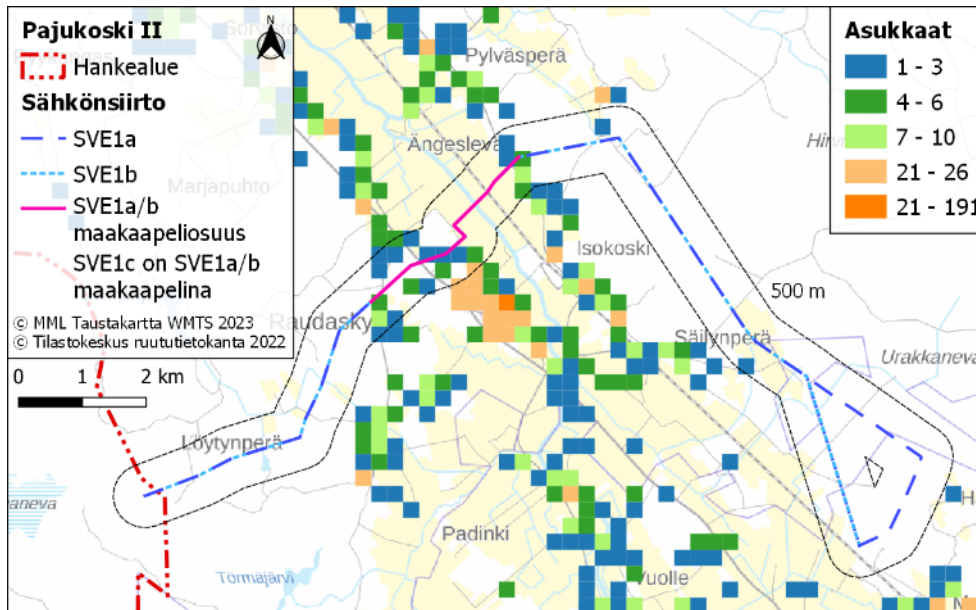 Pajukoski II
Hankealue
Sähkönsiirto
SVE1a
SVE1b
SVE1a/b
maakaapeliosuus
SVE1c on SVE1a/b
maakaapelina
© MML Taustakartta WMTS 2023
© Tilastokeskus ruututietokanta 2022
0 1 2 km
N
Asukkaat
1 - 3
4 - 6
7 - 10
21 - 26
21 - 191
Pylväsperä
Ängeslevä
Marjapuhto
Isokoski
500 m
Raudasky
Säilynperä
Urakkaneva
Löytynperä
Padinki
Törmäjärvi
Vuolle